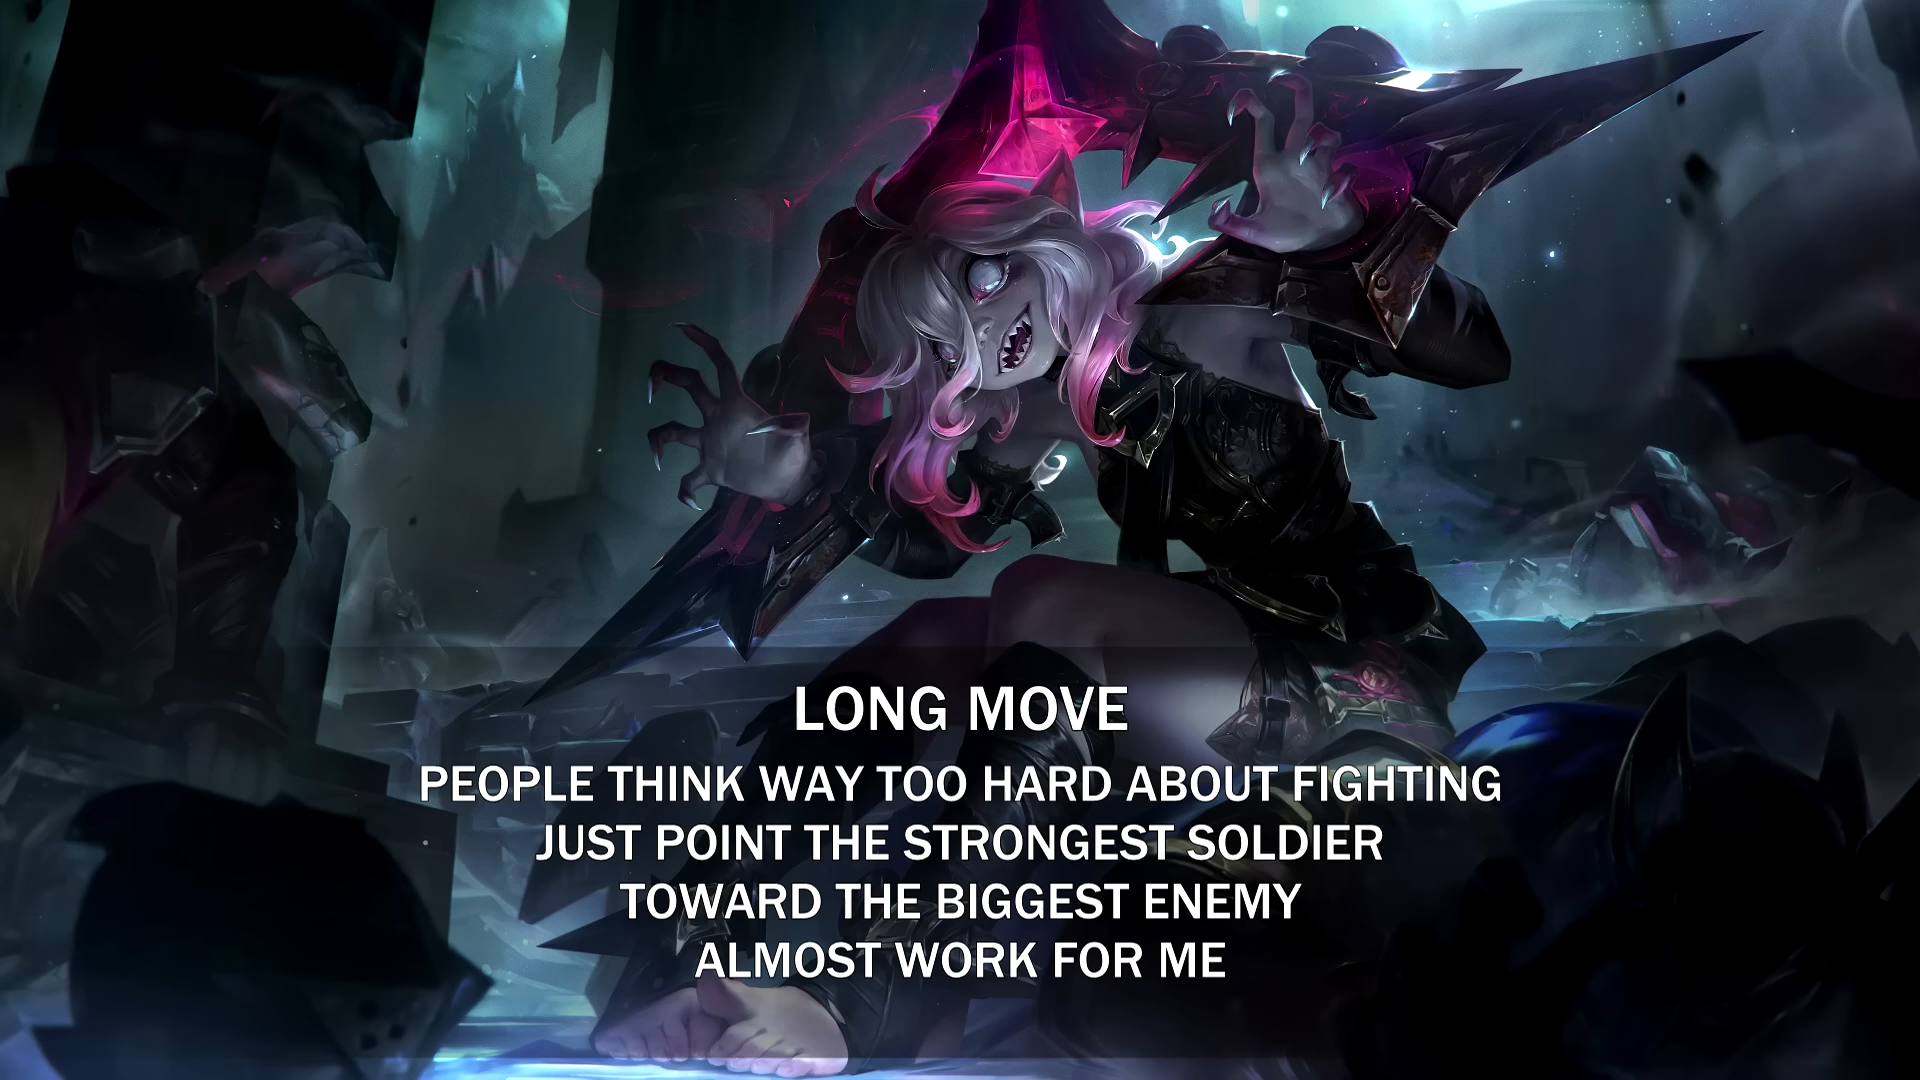 LONG MOVE
PEOPLE THINK WAY TOO HARD ABOUT FIGHTING
JUST POINT THE STRONGEST SOLDIER
TOWARD THE BIGGEST ENEMY
ALMOST WORK FOR ME